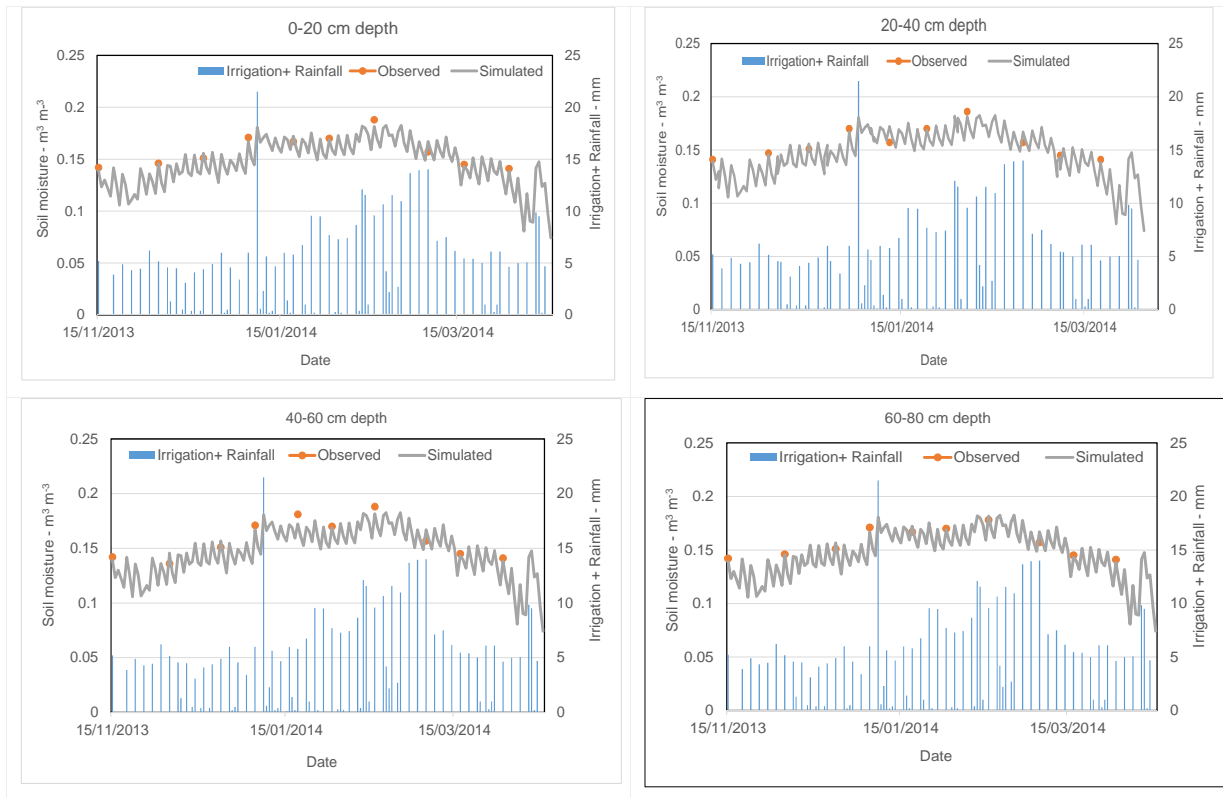 0-20 cm depth
Irrigation+ Rainfall Observed Simulated
Soil moisture - m³ m-³
0.25
0.2
0.15
0.1
0.05
0
25
20
15
10
5
0
Irrigation+ Rainfall - mm
15/11/2013 15/01/2014 15/03/2014
Date
20-40 cm depth
Irrigation+ Rainfall Observed Simulated
Soil moisture - m³ m⁻³
0.25
0.2
0.15
0.1
0.05
0
25
20
15
10
5
0
Irrigation + Rainfall - mm
15/11/2013 15/01/2014 15/03/2014
Date
40-60 cm depth
Irrigation+ Rainfall Observed Simulated
Soil moisture - m³ m⁻³
0.25
0.2
0.15
0.1
0.05
0
25
20
15
10
5
0
Irrigation + Rainfall - mm
15/11/2013 15/01/2014 15/03/2014
Date
60-80 cm depth
Irrigation+ Rainfall Observed Simulated
Soil moisture - m³ m⁻³
0.25
0.2
0.15
0.1
0.05
0
25
20
15
10
5
0
Irrigation + Rainfall - mm
15/11/2013 15/01/2014 15/03/2014
Date